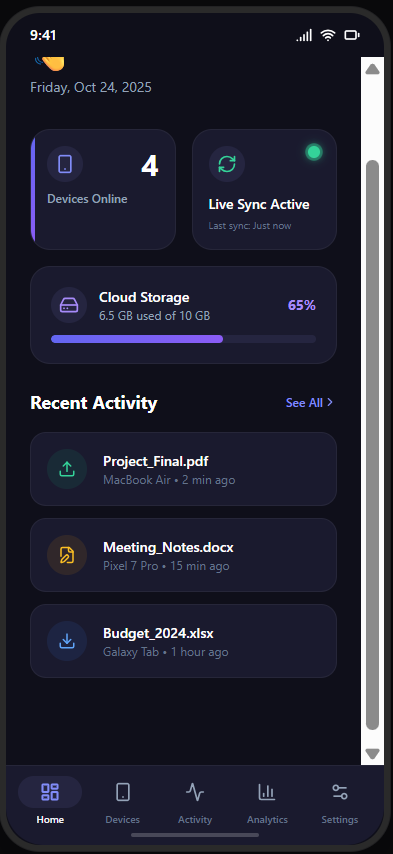 9:41
Friday, Oct 24, 2025
4
Devices Online
Live Sync Active
Last sync: Just now
Cloud Storage
65%
6.5 GB used of 10 GB
Recent Activity
See All
Project_Final.pdf
MacBook Air • 2 min ago
Meeting_Notes.docx
Pixel 7 Pro • 15 min ago
Budget_2024.xlsx
Galaxy Tab • 1 hour ago
Home Devices Activity Analytics Settings